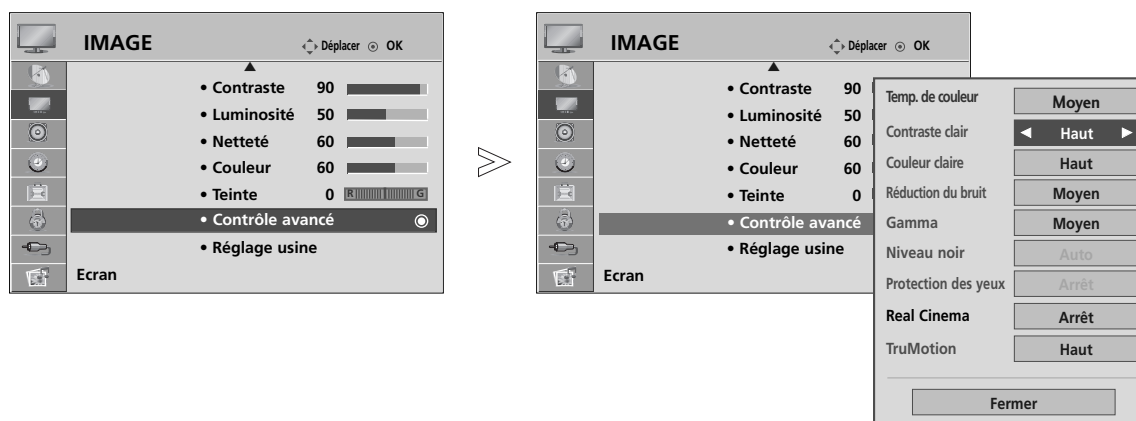 IMAGE
Déplacer OK
• Contraste 90
• Luminosité 50
• Netteté 60
• Couleur 60
• Teinte 0 R G
• Contrôle avancé
• Réglage usine
Ecran
IMAGE
Déplacer OK
• Contraste 90
• Luminosité 50
• Netteté 60
• Couleur 60
• Teinte 0
• Contrôle avancé
• Réglage usine
Ecran
Temp. de couleur Moyen
Contraste clair Haut
Couleur claire Haut
Réduction du bruit Moyen
Gamma Moyen
Niveau noir Auto
Protection des yeux Arrêt
Real Cinema Arrêt
TruMotion Haut
Fermer